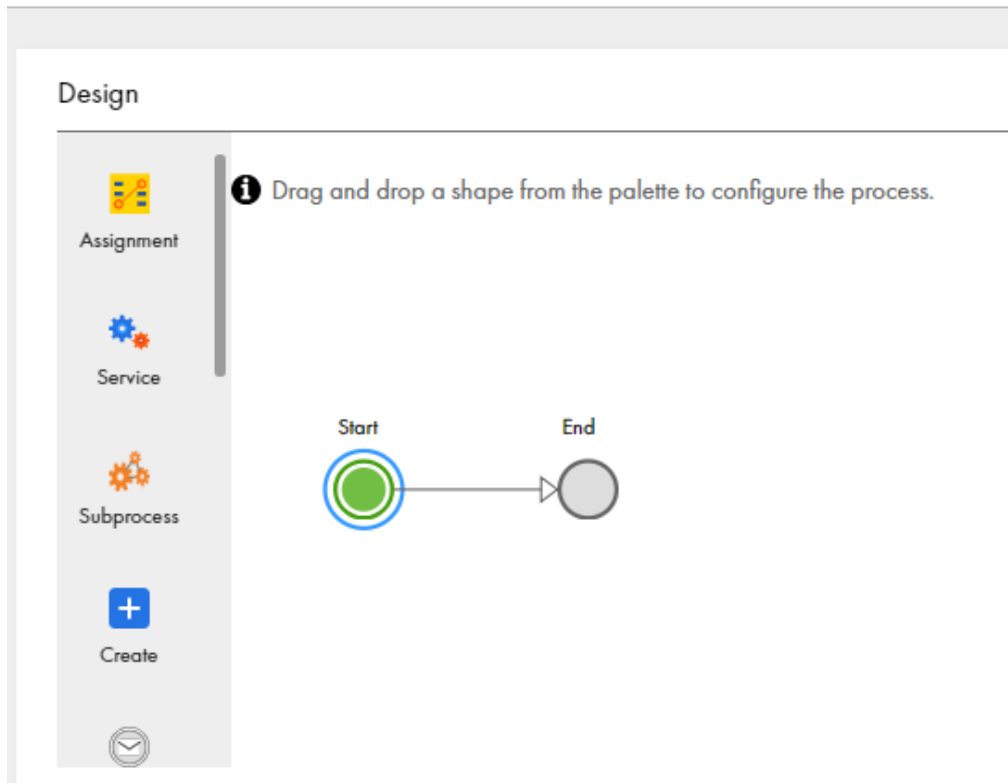 Design
Drag and drop a shape from the palette to configure the process.
Assignment
Service
Subprocess
Create
Start
End